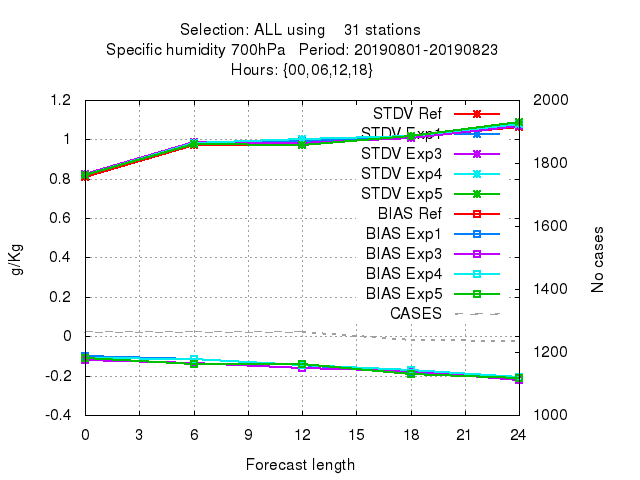 Selection: ALL using    31 stations
Specific humidity 700hPa   Period: 20190801-20190823
Hours: {00,06,12,18}
g/Kg
1.2
1
0.8
0.6
0.4
0.2
0
-0.2
-0.4
STDV Ref
STDV Exp1
STDV Exp3
STDV Exp4
STDV Exp5
BIAS Ref
BIAS Exp1
BIAS Exp3
BIAS Exp4
BIAS Exp5
CASES
2000
1800
1600
1400
1200
1000
No cases
0 3 6 9 12 15 18 21 24
Forecast length